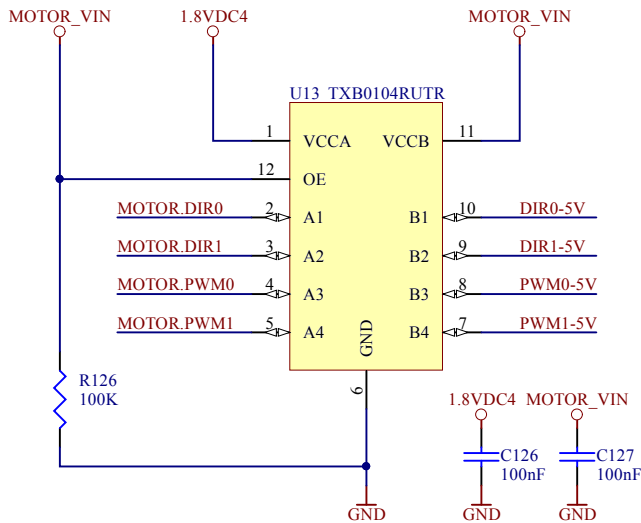 MOTOR_VIN
1.8VDC4
MOTOR_VIN
U13 TXB0104RUTR
1 VCCA VCCB 11
12 OE
MOTOR.DIR0 2 A1 B1 10 DIR0-5V
MOTOR.DIR1 3 A2 B2 9 DIR1-5V
MOTOR.PWM0 4 A3 B3 8 PWM0-5V
MOTOR.PWM1 5 A4 B4 7 PWM1-5V
GND
6
R126
100K
1.8VDC4
MOTOR_VIN
C126
100nF
C127
100nF
GND
GND
GND